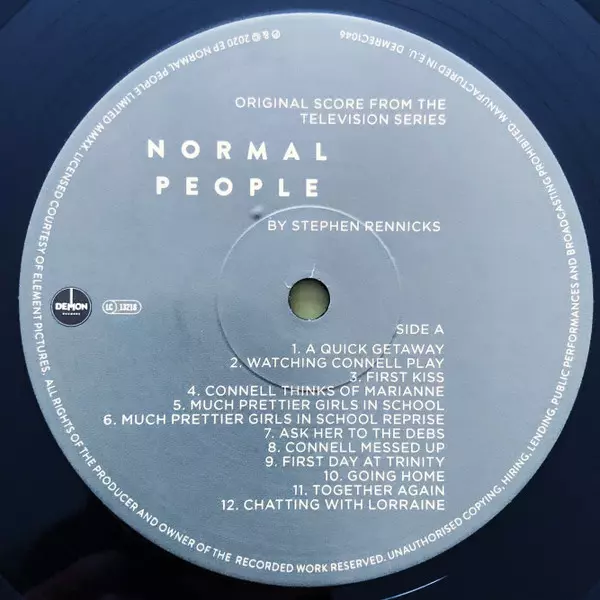 ORIGINAL SCORE FROM THE
TELEVISION SERIES
NORMAL
PEOPLE
BY STEPHEN RENNICKS
DEMON
RECORDS
LC 13218
SIDE A
1. A QUICK GETAWAY
2. WATCHING CONNELL PLAY
3. FIRST KISS
4. CONNELL THINKS OF MARIANNE
5. MUCH PRETTIER GIRLS IN SCHOOL
6. MUCH PRETTIER GIRLS IN SCHOOL REPRISE
7. ASK HER TO THE DEBS
8. CONNELL MESSED UP
9. FIRST DAY AT TRINITY
10. GOING HOME
11. TOGETHER AGAIN
12. CHATTING WITH LORRAINE
℗ & © 2020 EP NORMAL PEOPLE LIMITED MMXX. LICENSED COURTESY OF ELEMENT PICTURES. ALL RIGHTS OF THE PRODUCER AND OWNER OF THE RECORDED WORK RESERVED. UNAUTHORISED COPYING, HIRING, LENDING, PUBLIC PERFORMANCES AND BROADCASTING PROHIBITED. MANUFACTURED IN E.U. DEMREC1046